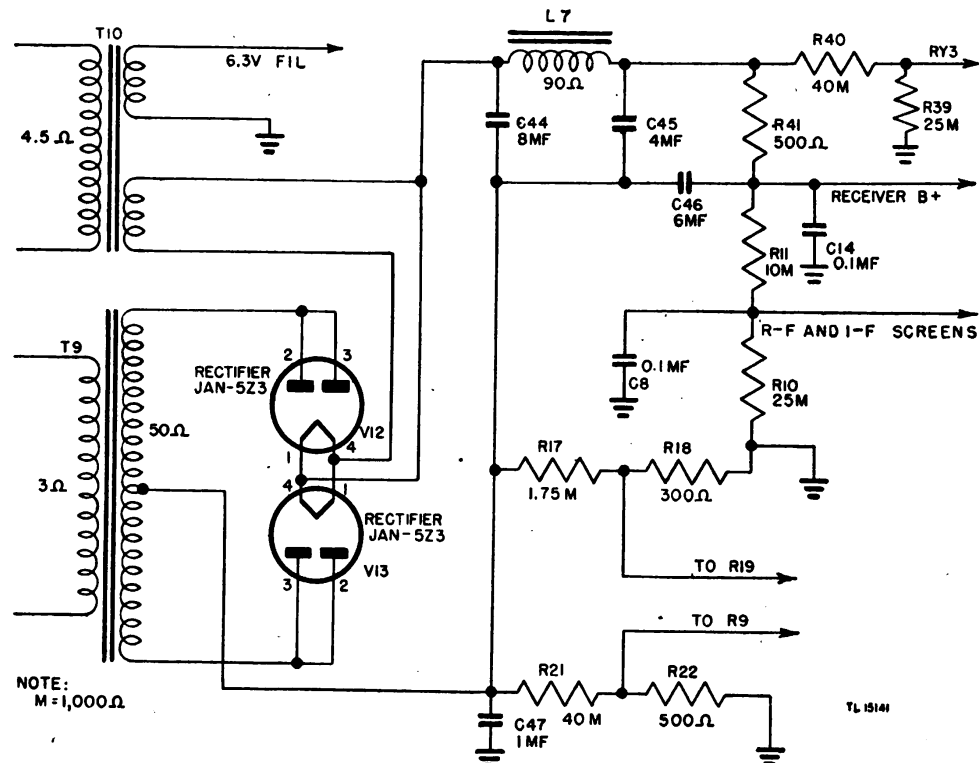 T10
6.3V FIL
4.5Ω
L7
90Ω
C44
8MF
C45
4MF
R40
40M
RY3
R39
25M
R41
500Ω
C46
6MF
RECEIVER B+
C14
0.1MF
R11
10M
R-F AND I-F SCREENS
0.1MF
C8
R10
25M
T9
3Ω
50Ω
2
3
RECTIFIER
JAN-5Z3
V12
1
4
4
1
RECTIFIER
JAN-5Z3
V13
3
2
R17
1.75M
R18
300Ω
TO R19
TO R9
R21
40M
R22
500Ω
C47
1MF
NOTE:
M=1,000Ω
TL 15141